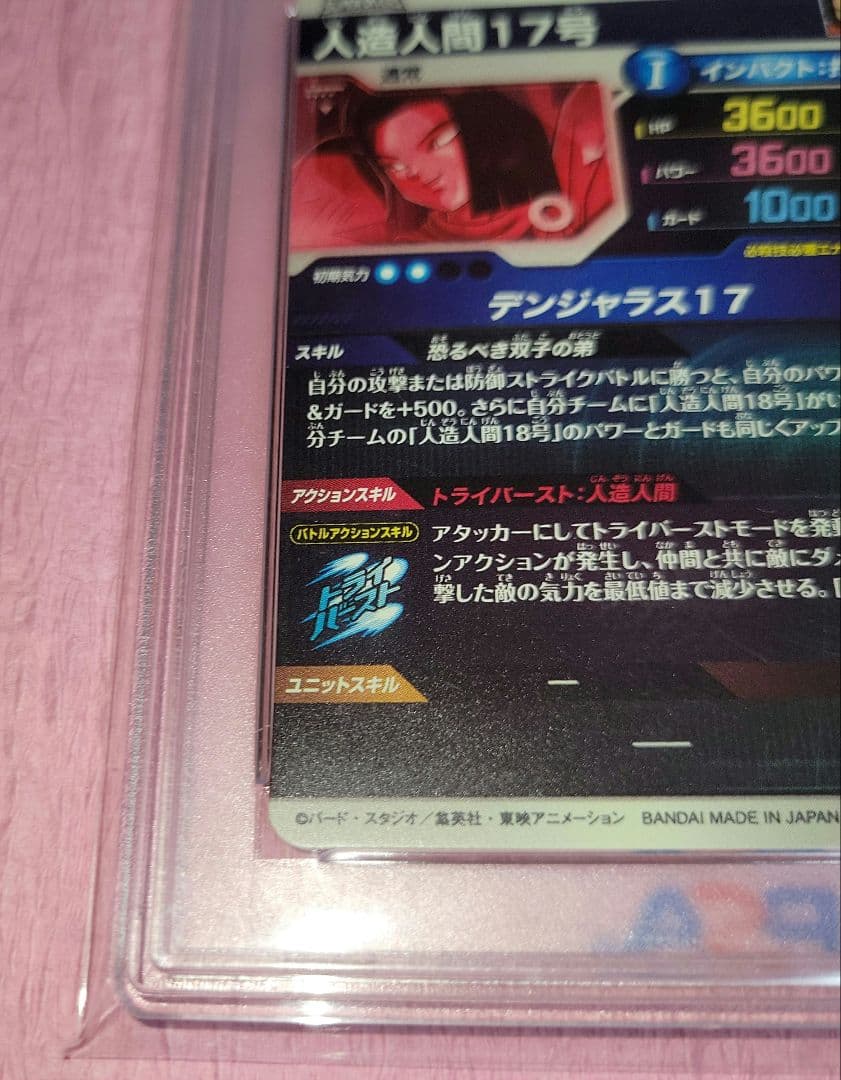 人造人間17号
通常
I インパクト:
HP 3600
パワー 3600
ガード 1000
必殺技必要エナ
初期気力
デンジャラス17
スキル 恐るべき双子の弟
自分の攻撃または防御ストライクバトルに勝つと、自分のパワ
&ガードを+500。さらに自分チームに「人造人間18号」がい
分チームの「人造人間18号」のパワーとガードも同じくアップ
アクションスキル トライバースト:人造人間
バトルアクションスキル アタッカーにしてトライバーストモードを発動
ンアクションが発生し、仲間と共に敵にダメ
撃した敵の気力を最低値まで減少させる。[
トライ
バースト
ユニットスキル —
—
©バード・スタジオ/集英社・東映アニメーション BANDAI MADE IN JAPAN